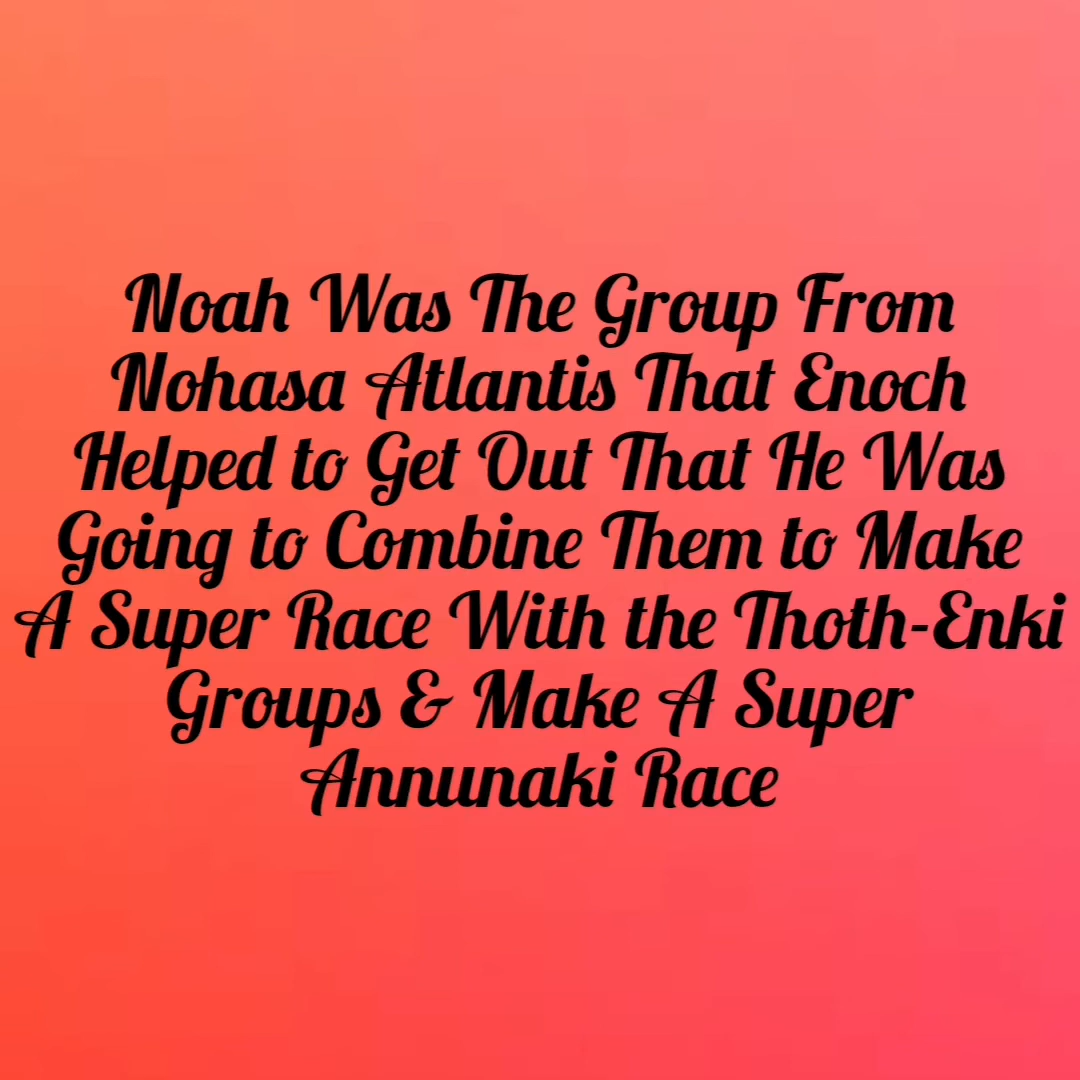 Noah Was The Group From
Nohasa Atlantis That Enoch
Helped to Get Out That He Was
Going to Combine Them to Make
A Super Race With the Thoth-Enki
Groups & Make A Super
Annunaki Race